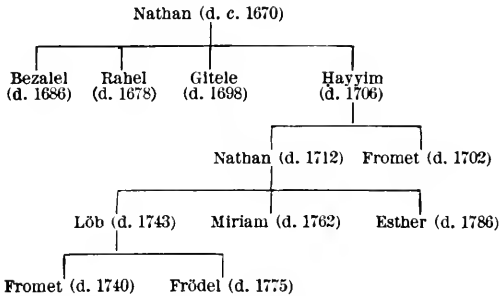 Nathan (d. c. 1670)
Bezalel Rahel Gitele Ḥayyim
(d. 1686) (d. 1678) (d. 1698) (d. 1706)
Nathan (d. 1712) Fromet (d. 1702)
Löb (d. 1743) Miriam (d. 1762) Esther (d. 1786)
Fromet (d. 1740) Frödel (d. 1775)